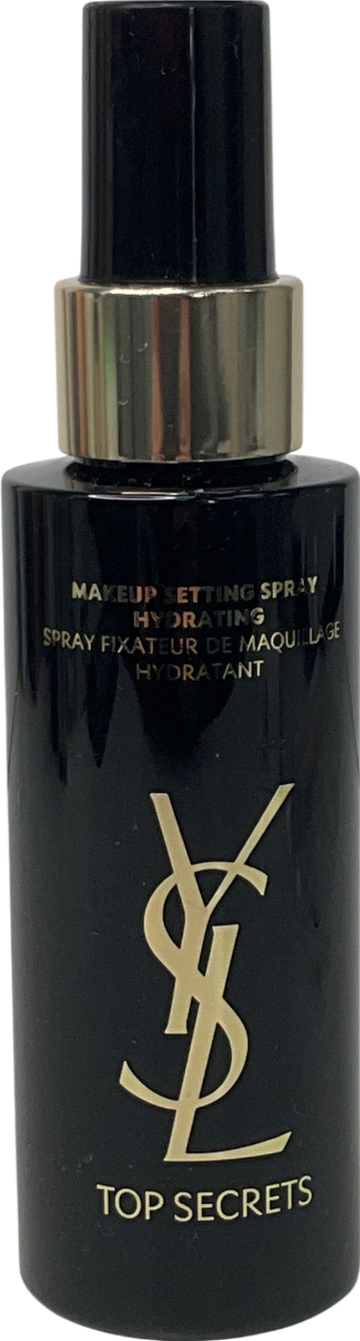 MAKEUP SETTING SPRAY
HYDRATING
SPRAY FIXATEUR DE MAQUILLAGE
HYDRATANT
YSL
TOP SECRETS